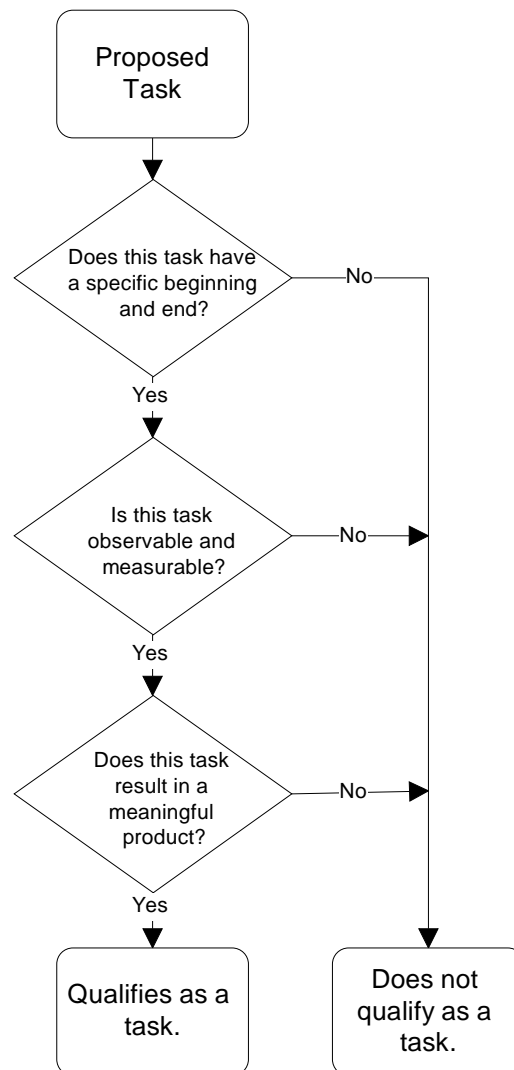 Proposed
Task
Does this task have
a specific beginning
and end?
No
Yes
Is this task
observable and
measurable?
No
Yes
Does this task
result in a
meaningful
product?
No
Yes
Qualifies as a
task.
Does not
qualify as a
task.